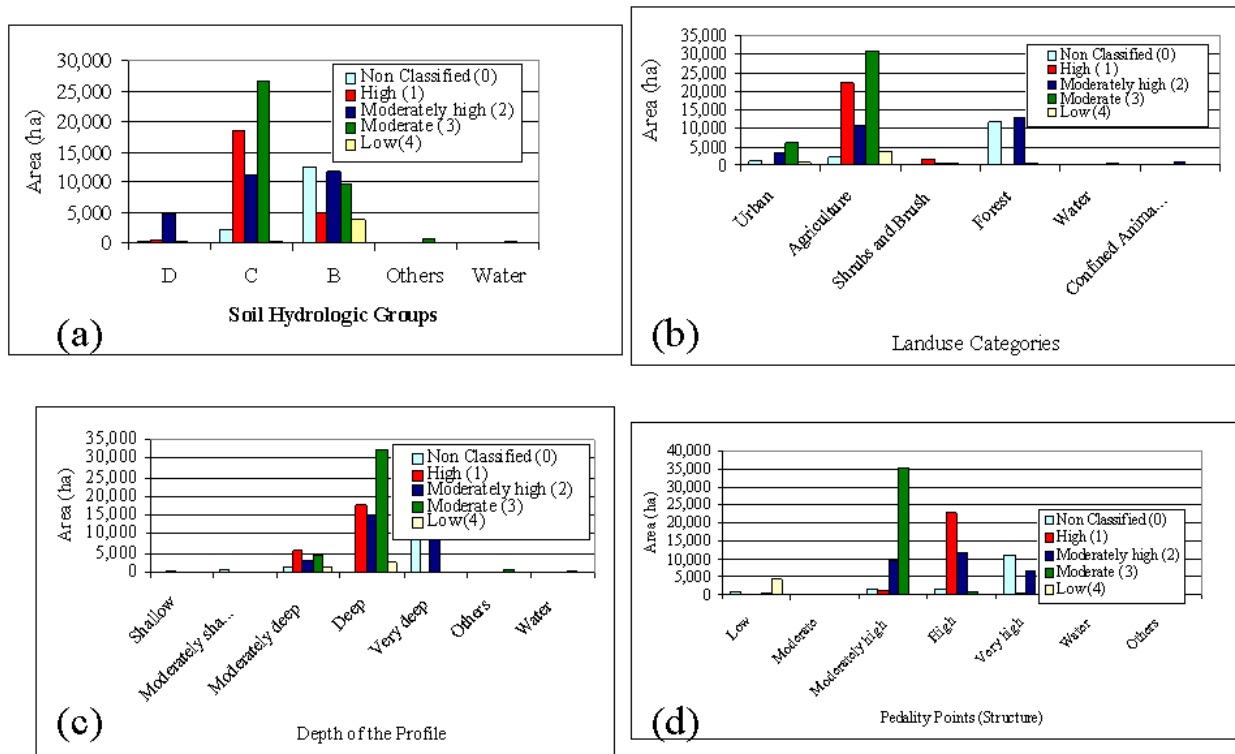 30,000
25,000
20,000
15,000
10,000
5,000
0
Area (ha)
Non Classified (0)
High (1)
Moderately high (2)
Moderate (3)
Low(4)
D C B Others Water
Soil Hydrologic Groups
(a)
35,000
30,000
25,000
20,000
15,000
10,000
5,000
0
Area (ha)
Non Classified (0)
High (1)
Moderately high (2)
Moderate (3)
Low(4)
Urban Agriculture Shrubs and Brush Forest Water Confined Anima...
Landuse Categories
(b)
35,000
30,000
25,000
20,000
15,000
10,000
5,000
0
Area (ha)
Non Classified (0)
High (1)
Moderately high (2)
Moderate (3)
Low(4)
Shallow Moderately sha... Moderately deep Deep Very deep Others Water
Depth of the Profile
(c)
40,000
35,000
30,000
25,000
20,000
15,000
10,000
5,000
0
Area (ha)
Non Classified (0)
High (1)
Moderately high (2)
Moderate (3)
Low(4)
Low Moderate Moderately high High Very high Water Others
Pedality Points (Structure)
(d)